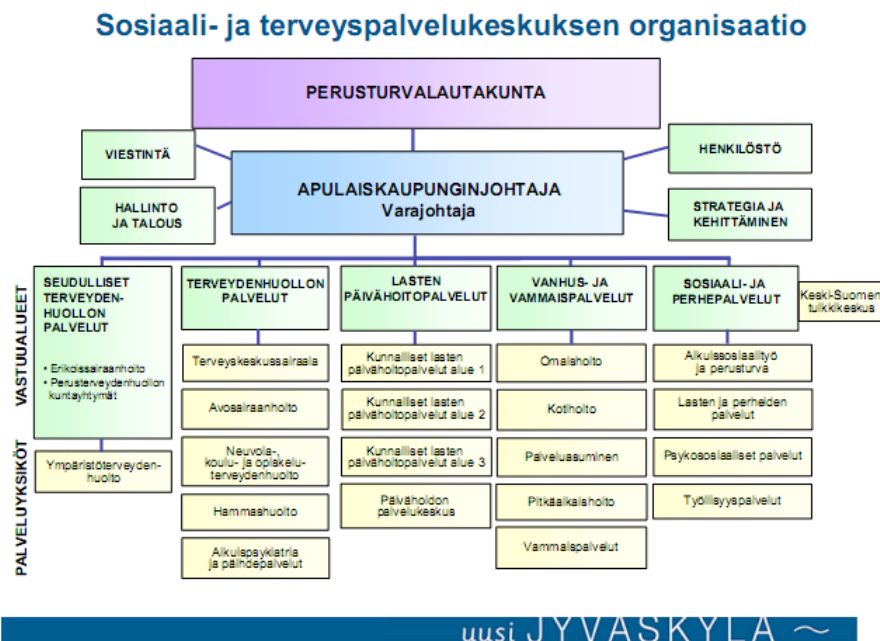 Sosiaali- ja terveyspalvelukeskuksen organisaatio
PERUSTURVALAUTAKUNTA
VIESTINTÄ
HENKILÖSTÖ
APULAISKAUPUNGINJOHTAJA
Varajohtaja
HALLINTO
JA TALOUS
STRATEGIA JA
KEHITTÄMINEN
VASTUUALUEET
SEUDULLISET
TERVEYDEN-
HUOLLON
PALVELUT
• Erikoissairaanhoito
• Perusterveydenhuollon
kuntayhtymät
TERVEYDENHUOLLON
PALVELUT
LASTEN
PÄIVÄHOITOPALVELUT
VANHUS- JA
VAMMAISPALVELUT
SOSIAALI- JA
PERHEPALVELUT
Keski-Suomen
tulkkikeskus
PALVELUYKSIKÖT
Ympäristöterveyden-
huolto
Terveyskeskussairaala
Avosairaanhoito
Neuvola-,
koulu- ja opiskelu-
terveydenhuolto
Hammashuolto
Aikuispsykiatria
ja päihdepalvelut
Kunnalliset lasten
päivähoitopalvelut alue 1
Kunnalliset lasten
päivähoitopalvelut alue 2
Kunnalliset lasten
päivähoitopalvelut alue 3
Päivähoidon
palvelukeskus
Omaishoito
Kotihoito
Palveluasuminen
Pitkäaikaishoito
Vammaispalvelut
Aikuissosiaalityö
ja perusturva
Lasten ja perheiden
palvelut
Psykososiaaliset palvelut
Työllisyyspalvelut
uusi JYVÄSKYLÄ